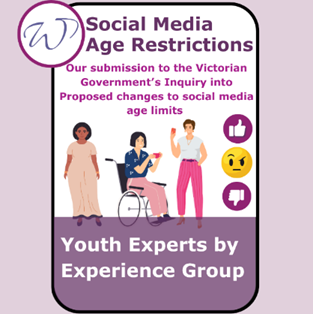 W
Social Media
Age Restrictions
Our submission to the Victorian
Government's Inquiry into
Proposed changes to social media
age limits
Youth Experts by
Experience Group